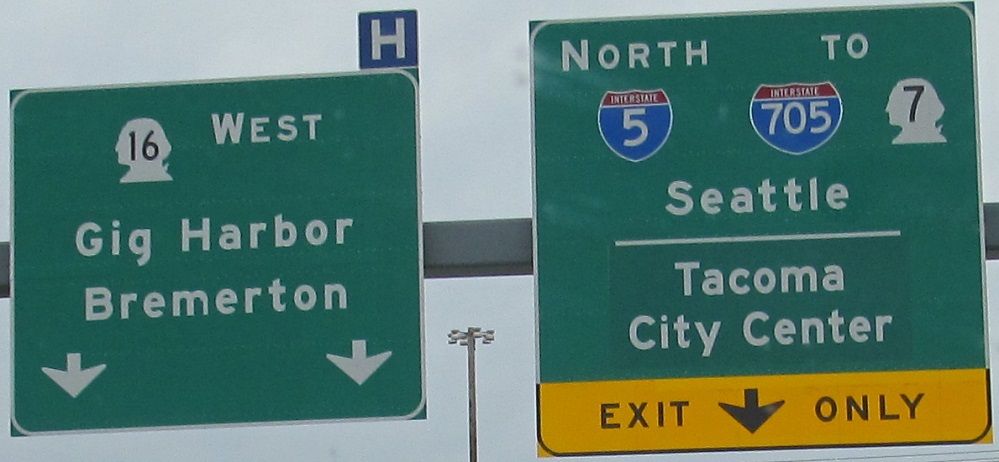 H
16 WEST
Gig Harbor
Bremerton
NORTH TO
INTERSTATE 5 INTERSTATE 705 7
Seattle
Tacoma
City Center
EXIT ONLY